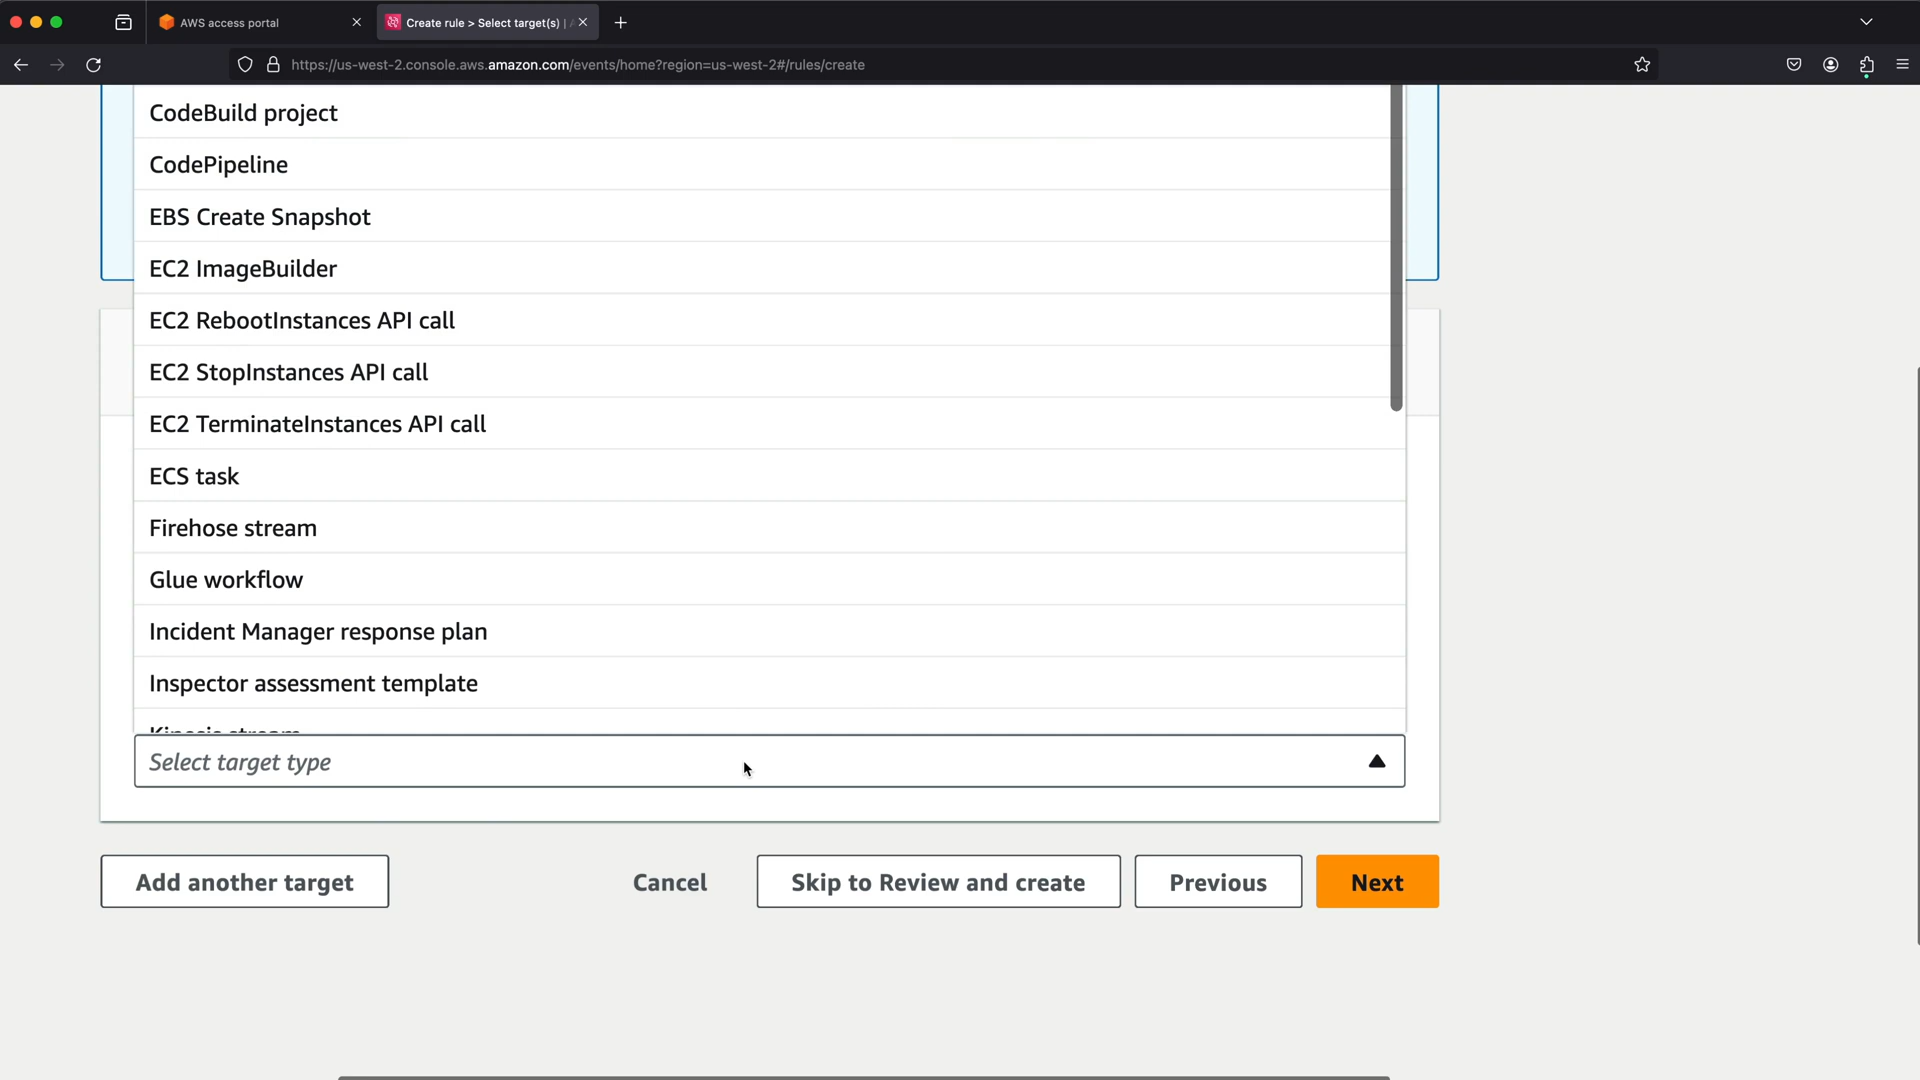 AWS access portal
Create rule > Select target(s) |
https://us-west-2.console.aws.amazon.com/events/home?region=us-west-2#/rules/create
CodeBuild project
CodePipeline
EBS Create Snapshot
EC2 ImageBuilder
EC2 RebootInstances API call
EC2 StopInstances API call
EC2 TerminateInstances API call
ECS task
Firehose stream
Glue workflow
Incident Manager response plan
Inspector assessment template
Kinesis stream
Select target type
Add another target
Cancel
Skip to Review and create
Previous
Next